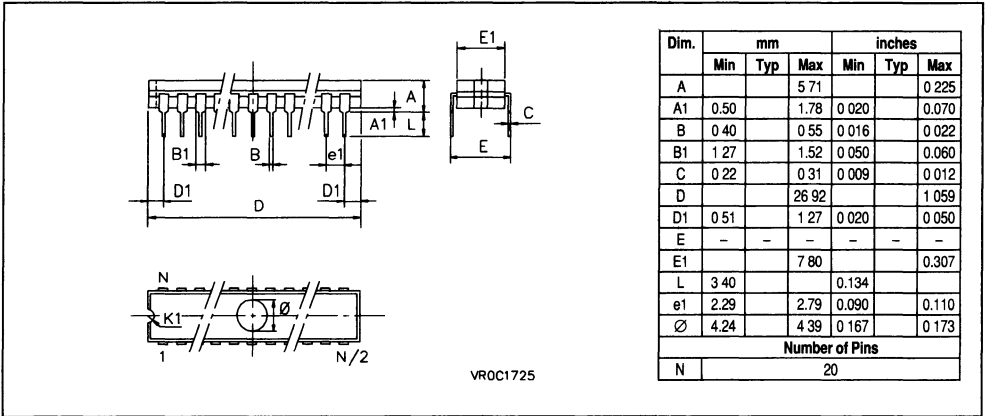 E1
A
A1
L
C
B1
B
e1
E
D1
D1
D
N
Ø
K1
1
N/2
VR0C1725
Dim. mm inches
Min Typ Max Min Typ Max
A 5 71 0 225
A1 0.50 1.78 0 020 0.070
B 0 40 0 55 0 016 0 022
B1 1 27 1.52 0 050 0.060
C 0 22 0 31 0 009 0 012
D 26 92 1 059
D1 0 51 1 27 0 020 0 050
E – – – – – –
E1 7 80 0.307
L 3 40 0.134
e1 2.29 2.79 0.090 0.110
Ø 4.24 4 39 0 167 0 173
Number of Pins
N 20